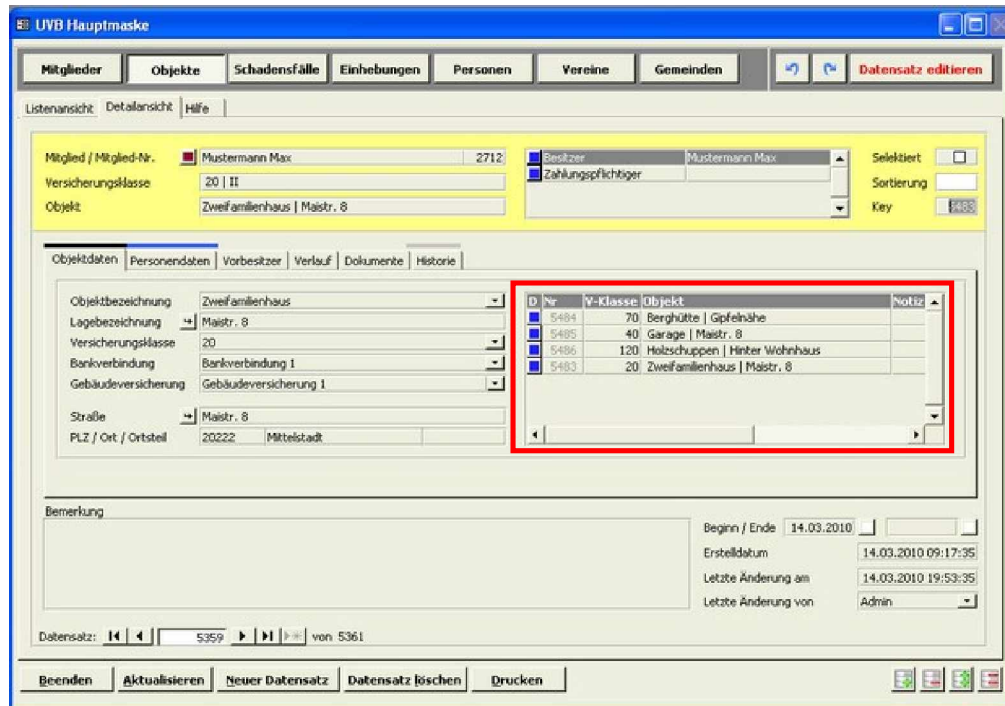 UVB Hauptmaske
Mitglieder Objekte Schadensfälle Einhebungen Personen Vereine Gemeinden Datensatz editieren
Listenansicht Detailansicht Hilfe
Mitglied / Mitglied-Nr. Mustermann Max 2712 Besitzer Mustermann Max Selektiert
Versicherungsklasse 20 | II Zahlungspflichtiger Sortierung
Objekt Zweifamilienhaus | Maistr. 8 Key 5483
Objektdaten Personendaten Vorbesitzer Verlauf Dokumente Historie
Objektbezeichnung Zweifamilienhaus D Nr V-Klasse Objekt Notiz
Lagebezeichnung Maistr. 8 5484 70 Berghütte | Gipfelnähe
Versicherungsklasse 20 5485 40 Garage | Maistr. 8
Bankverbindung Bankverbindung 1 5486 120 Holzschuppen | Hinter Wohnhaus
Gebäudeversicherung Gebäudeversicherung 1 5483 20 Zweifamilienhaus | Maistr. 8
Straße Maistr. 8
PLZ / Ort / Ortsteil 20222 Mittelstadt
Bemerkung
Beginn / Ende 14.03.2010
Erstelldatum 14.03.2010 09:17:35
Letzte Änderung am 14.03.2010 19:53:35
Letzte Änderung von Admin
Datensatz: 5359 von 5361
Beenden Aktualisieren Neuer Datensatz Datensatz löschen Drucken